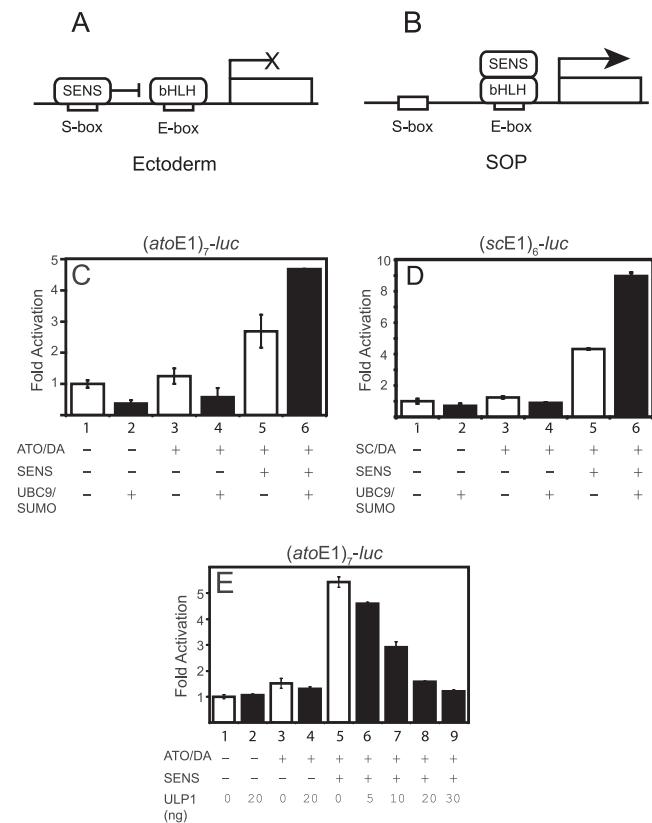 A
B
SENS
bHLH
X
S-box
E-box
Ectoderm
SENS
bHLH
S-box
E-box
SOP
(atoE1)7-luc
C
Fold Activation
5
4
3
2
1
1 2 3 4 5 6
ATO/DA – – + + + +
SENS – – – – + +
UBC9/ – + – + – +
SUMO
(scE1)6-luc
D
Fold Activation
10
8
6
4
2
1 2 3 4 5 6
SC/DA – – + + + +
SENS – – – – + +
UBC9/ – + – + – +
SUMO
(atoE1)7-luc
E
Fold Activation
5
4
3
2
1
1 2 3 4 5 6 7 8 9
ATO/DA – – + + + + + + +
SENS – – – – + + + + +
ULP1 0 20 0 20 0 5 10 20 30
(ng)